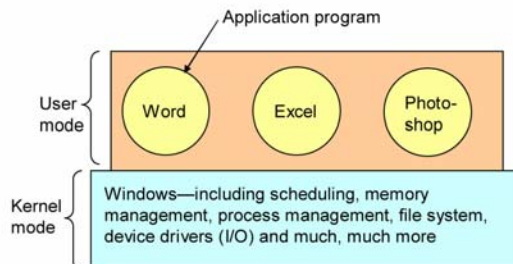 Application program
User
mode
Word
Excel
Photo-
shop
Kernel
mode
Windows—including scheduling, memory
management, process management, file system,
device drivers (I/O) and much, much more